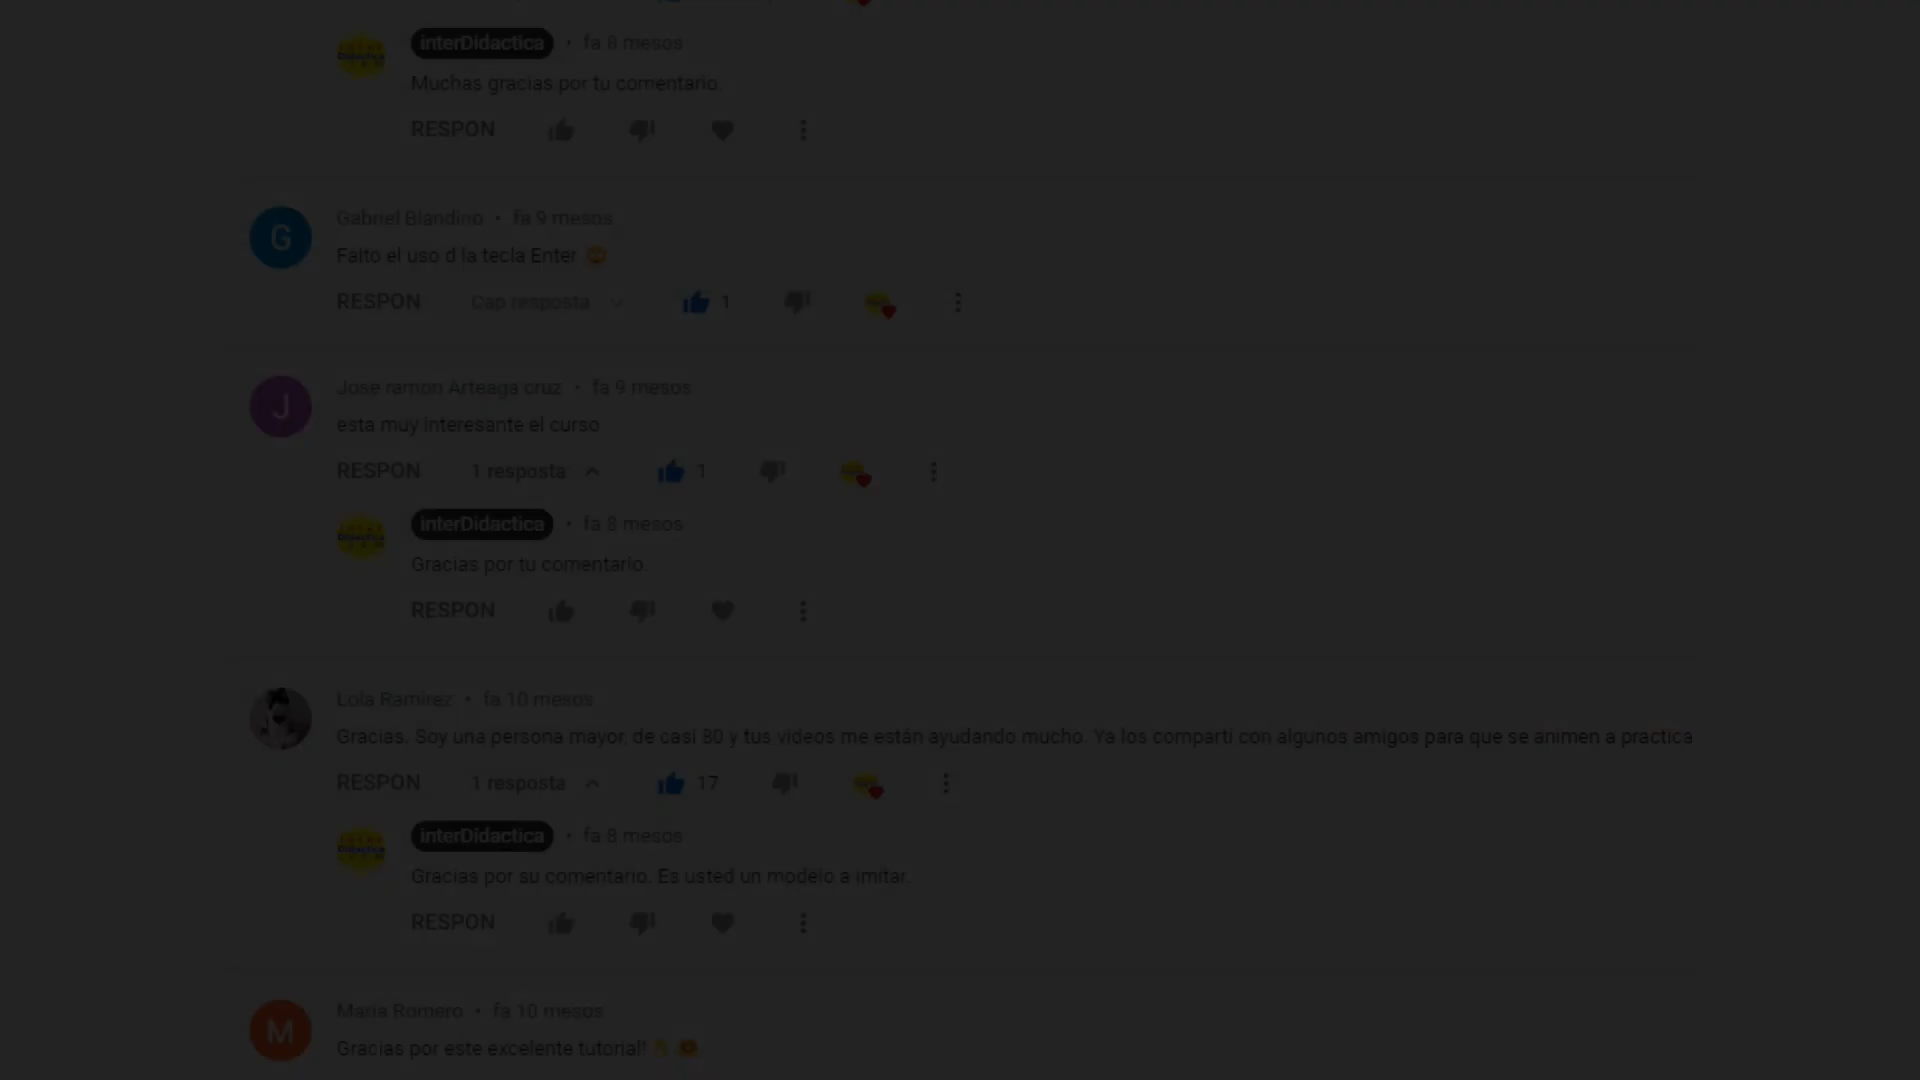 interDidactica • fa 8 mesos
Muchas gracias por tu comentario.
RESPON
G
Gabriel Blandino • fa 9 mesos
Falto el uso d la tecla Enter
RESPON Cap resposta 1
J
Jose ramon Arteaga cruz • fa 9 mesos
esta muy interesante el curso
RESPON 1 resposta 1
interDidactica • fa 8 mesos
Gracias por tu comentario.
RESPON
Lola Ramirez • fa 10 mesos
Gracias. Soy una persona mayor, de casi 80 y tus videos me están ayudando mucho. Ya los compartí con algunos amigos para que se animen a practica
RESPON 1 resposta 17
interDidactica • fa 8 mesos
Gracias por su comentario. Es usted un modelo a imitar.
RESPON
M
María Romero • fa 10 mesos
Gracias por este excelente tutorial!